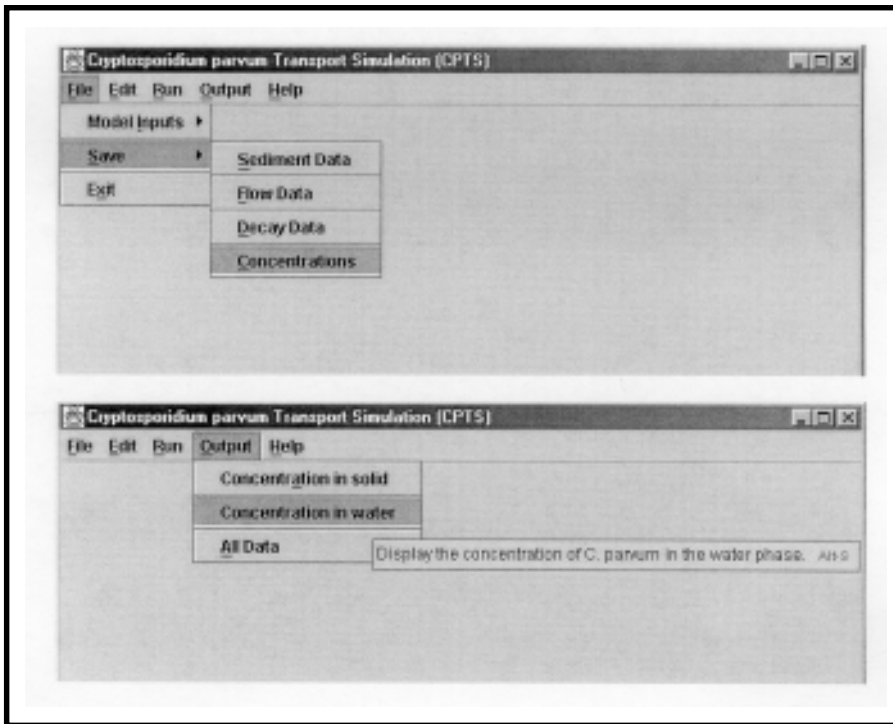 Cryptosporidium parvum Transport Simulation (CPTS)
File Edit Run Output Help
Model Inputs
Save
Exit
Sediment Data
Flow Data
Decay Data
Concentrations
Cryptosporidium parvum Transport Simulation (CPTS)
File Edit Run Output Help
Concentration in solid
Concentration in water
All Data
Display the concentration of C. parvum in the water phase. Alt-S